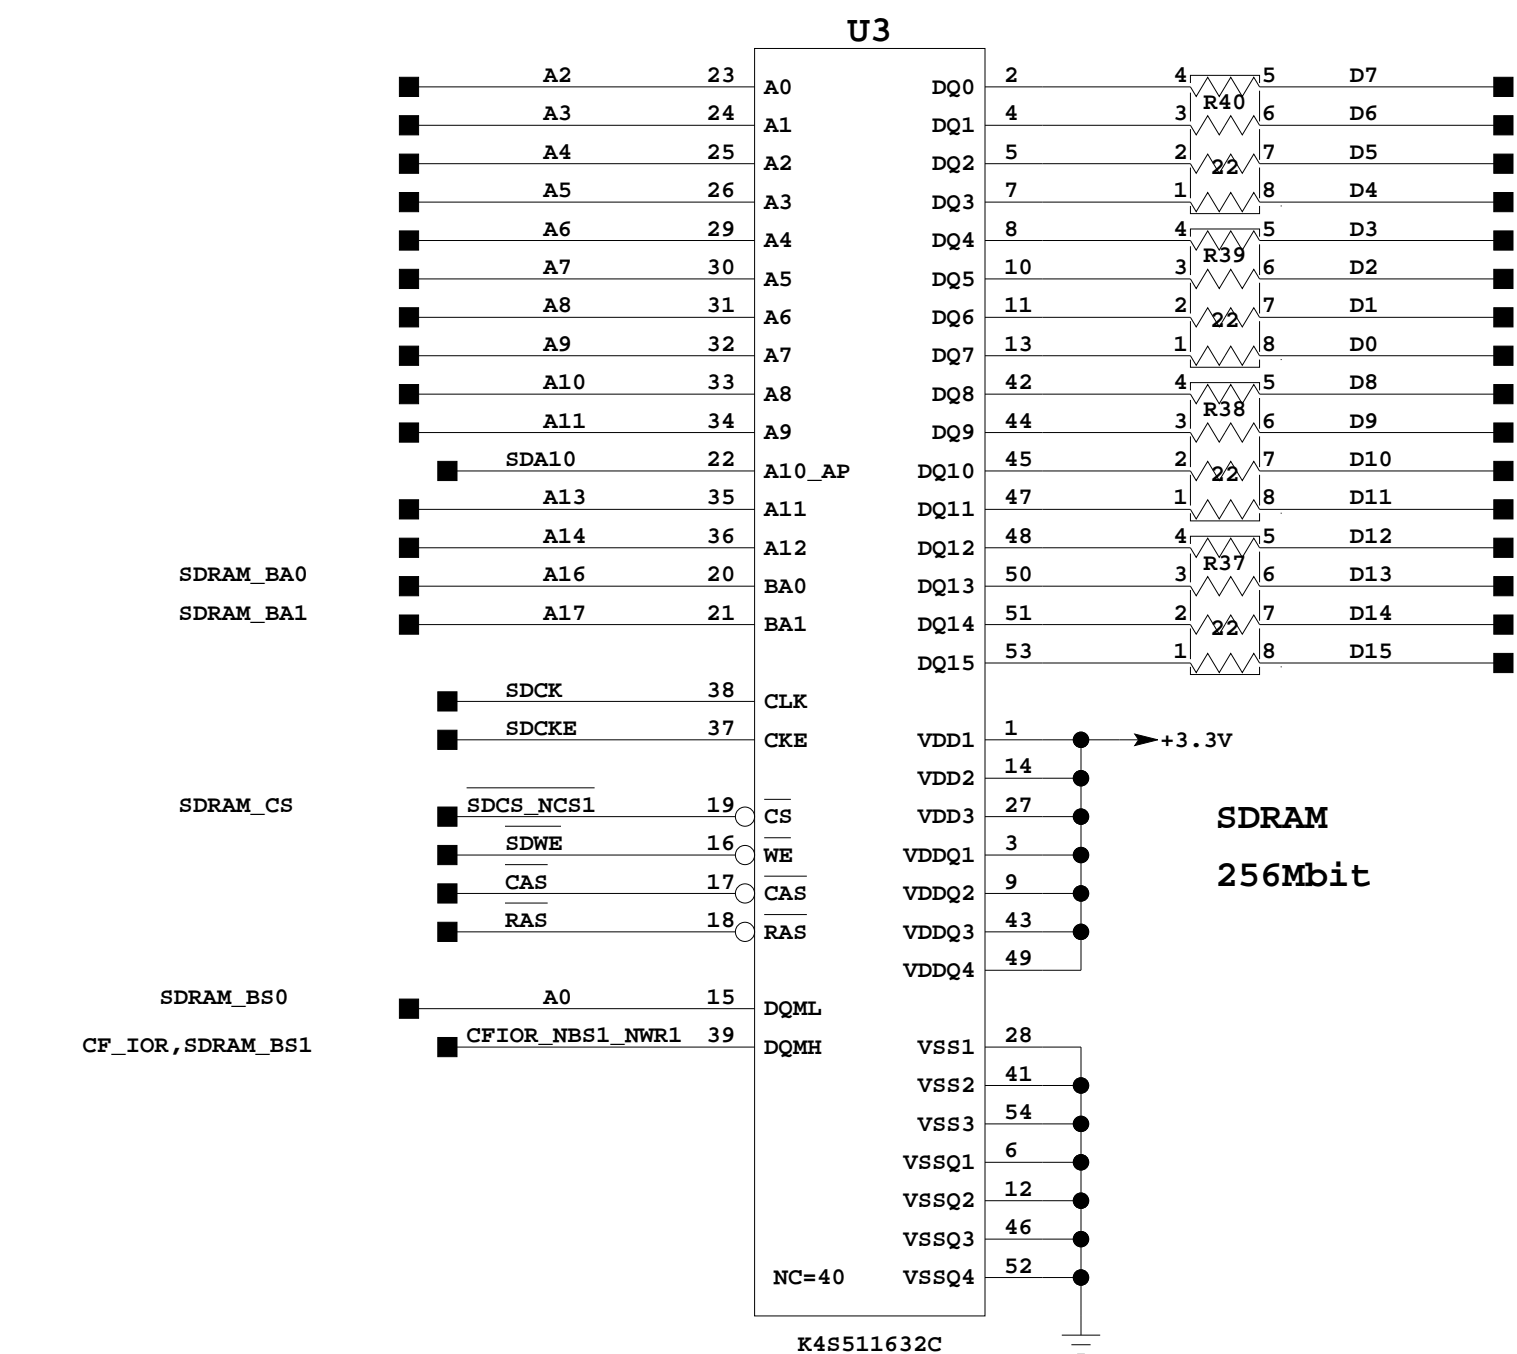 U3
A2 23 A0 DQ0 2 4 5 D7
R40
A3 24 A1 DQ1 4 3 6 D6
A4 25 A2 DQ2 5 2 22 7 D5
A5 26 A3 DQ3 7 1 8 D4
A6 29 A4 DQ4 8 4 5 D3
R39
A7 30 A5 DQ5 10 3 6 D2
A8 31 A6 DQ6 11 2 22 7 D1
A9 32 A7 DQ7 13 1 8 D0
A10 33 A8 DQ8 42 4 5 D8
R38
A11 34 A9 DQ9 44 3 6 D9
SDA10 22 A10_AP DQ10 45 2 22 7 D10
A13 35 A11 DQ11 47 1 8 D11
A14 36 A12 DQ12 48 4 5 D12
R37
SDRAM_BA0 A16 20 BA0 DQ13 50 3 6 D13
SDRAM_BA1 A17 21 BA1 DQ14 51 2 22 7 D14
DQ15 53 1 8 D15
SDCK 38 CLK
SDCKE 37 CKE VDD1 1 +3.3V
VDD2 14
SDRAM_CS SDCS_NCS1 19 CS VDD3 27 SDRAM
SDWE 16 WE VDDQ1 3
256Mbit
CAS 17 CAS VDDQ2 9
RAS 18 RAS VDDQ3 43
VDDQ4 49
SDRAM_BS0 A0 15 DQML
CF_IOR,SDRAM_BS1 CFIOR_NBS1_NWR1 39 DQMH VSS1 28
VSS2 41
VSS3 54
VSSQ1 6
VSSQ2 12
VSSQ3 46
NC=40 VSSQ4 52
K4S511632C